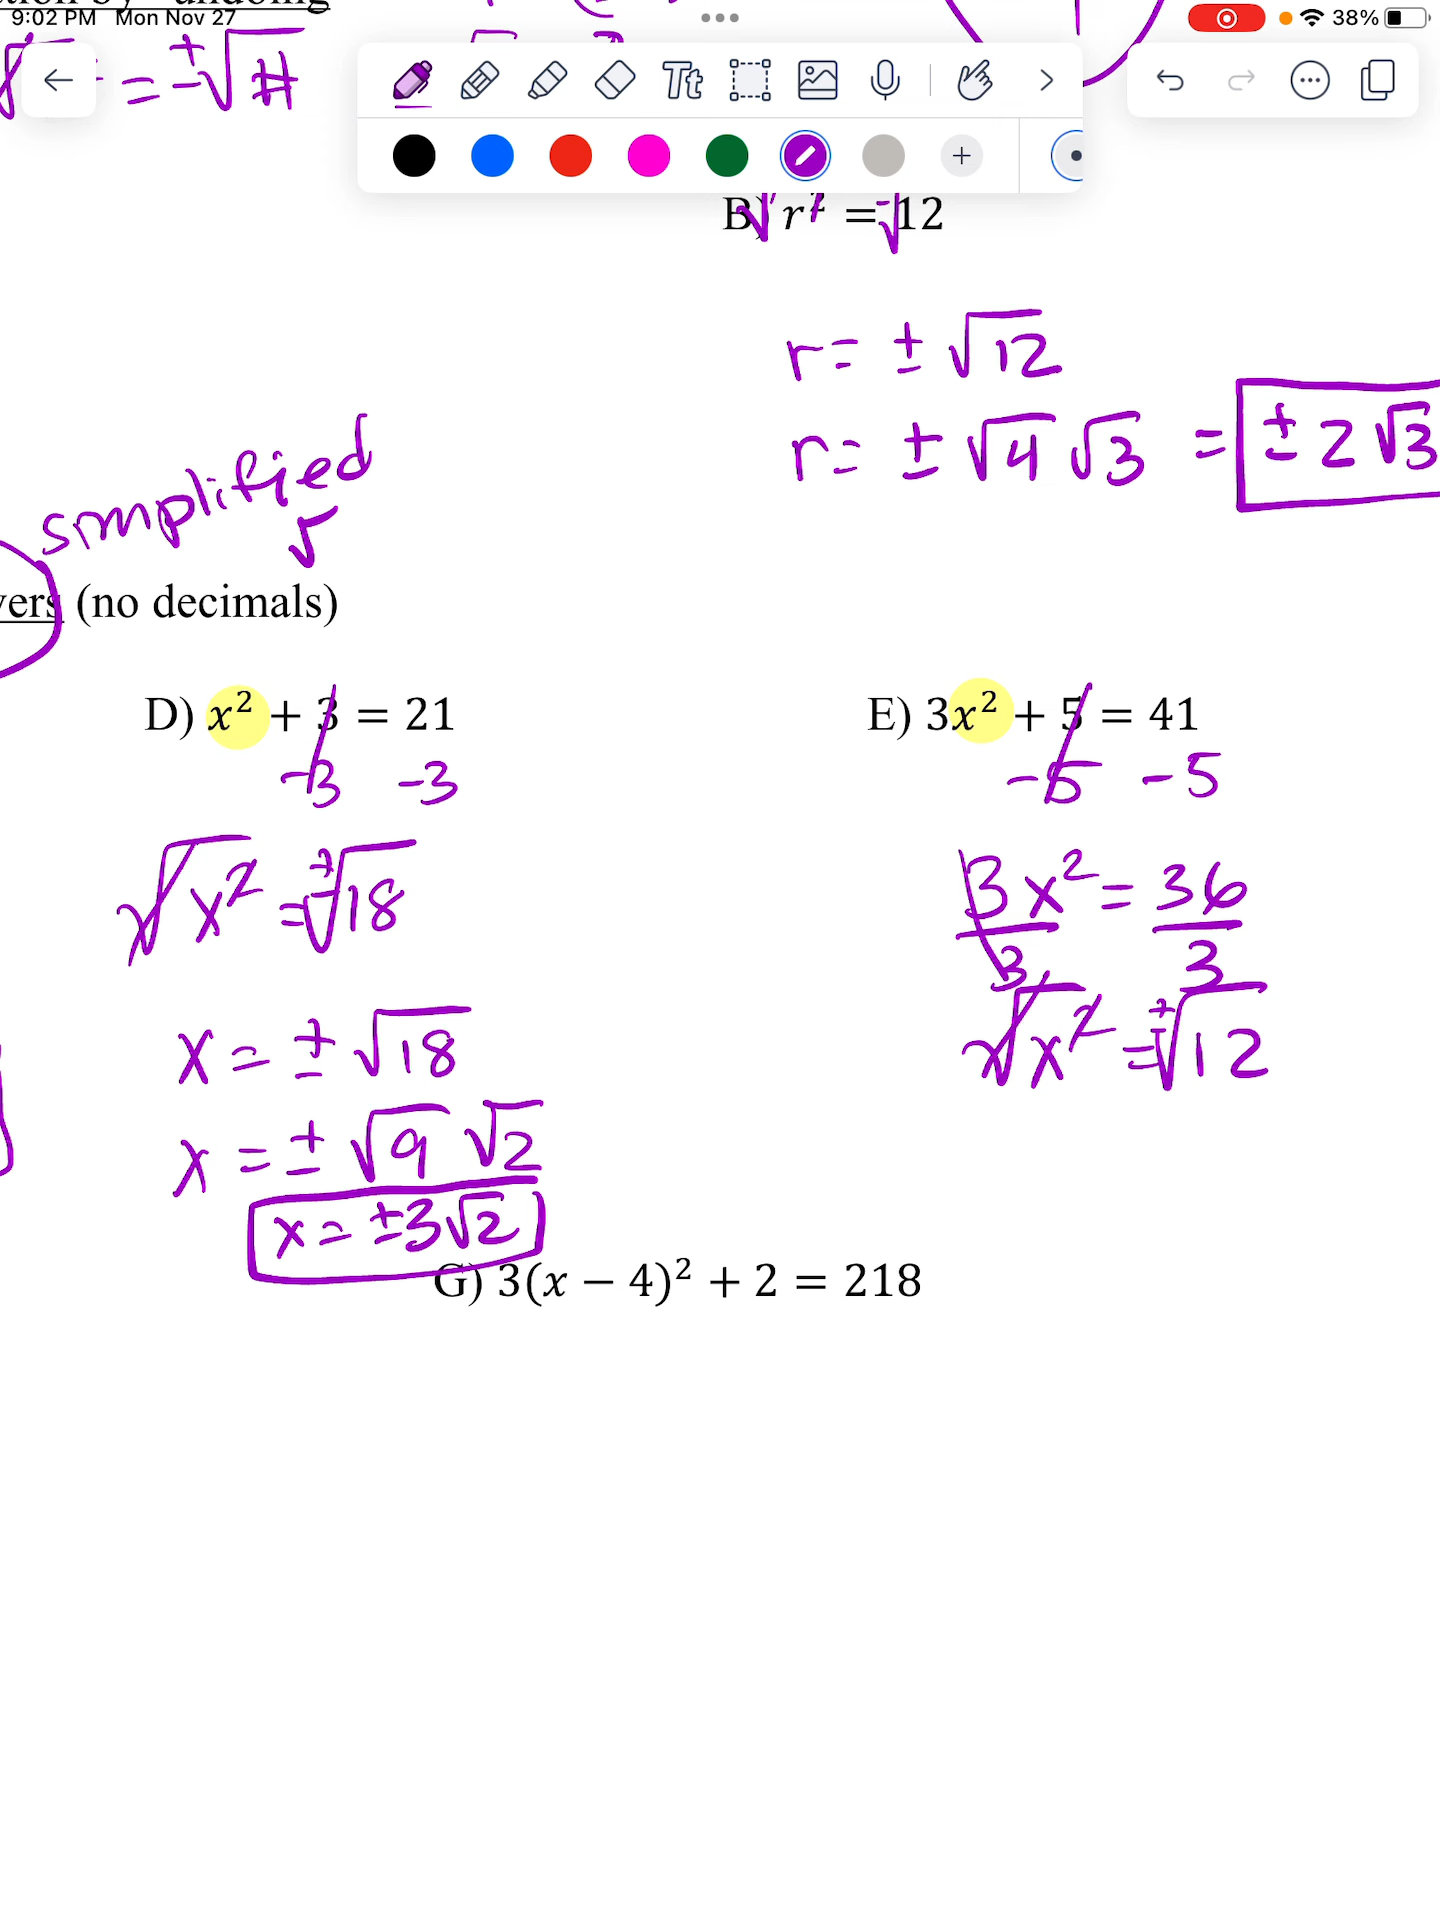 9:02 PM Mon Nov 27
38%
= ±√#
Tt
B) r² = 12
r = ± √12
r = ± √4 √3 = ± 2 √3
simplified
√
(no decimals)
D) x² + 3 = 21
-3 -3
√x² = ±√18
x = ± √18
x = ± √9 √2
x = ±3√2
E) 3x² + 5 = 41
-5 -5
3x² = 36
3 3
√x² = ±√12
G) 3(x − 4)² + 2 = 218